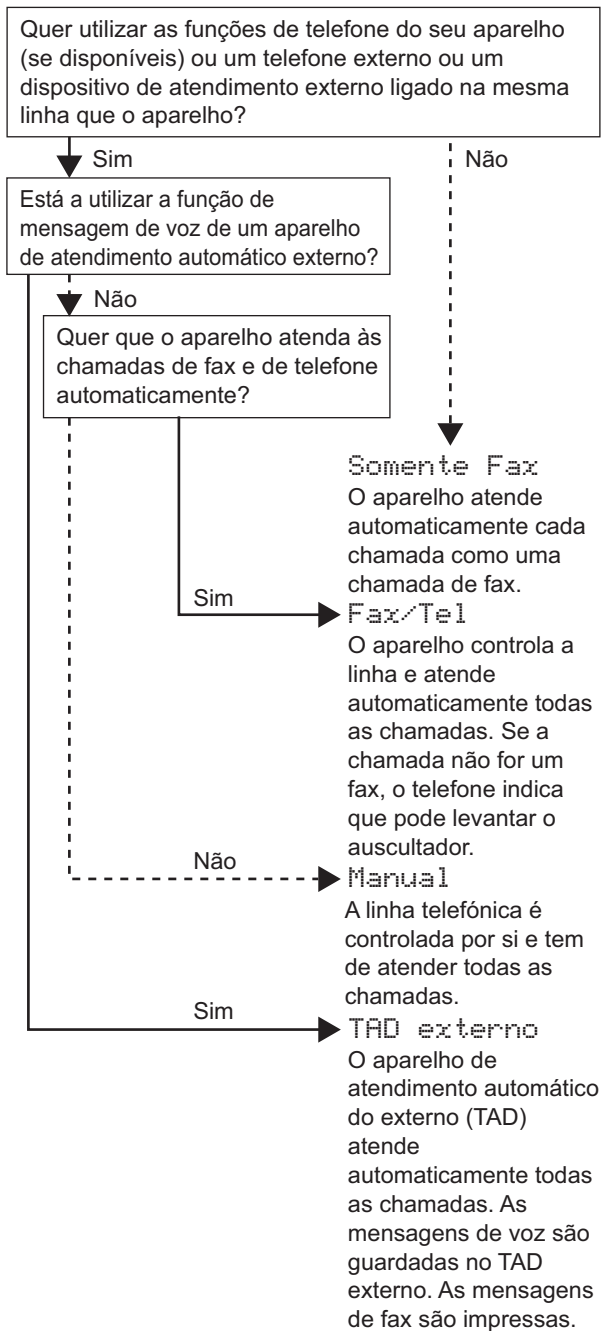 Quer utilizar as funções de telefone do seu aparelho
(se disponíveis) ou um telefone externo ou um
dispositivo de atendimento externo ligado na mesma
linha que o aparelho?
Sim
Não
Está a utilizar a função de
mensagem de voz de um aparelho
de atendimento automático externo?
Não
Quer que o aparelho atenda às
chamadas de fax e de telefone
automaticamente?
Somente Fax
O aparelho atende
automaticamente cada
chamada como uma
chamada de fax.
Sim
Fax/Tel
O aparelho controla a
linha e atende
automaticamente todas
as chamadas. Se a
chamada não for um
fax, o telefone indica
que pode levantar o
auscultador.
Não
Manual
A linha telefónica é
controlada por si e tem
de atender todas as
chamadas.
Sim
TAD externo
O aparelho de
atendimento automático
do externo (TAD)
atende
automaticamente todas
as chamadas. As
mensagens de voz são
guardadas no TAD
externo. As mensagens
de fax são impressas.